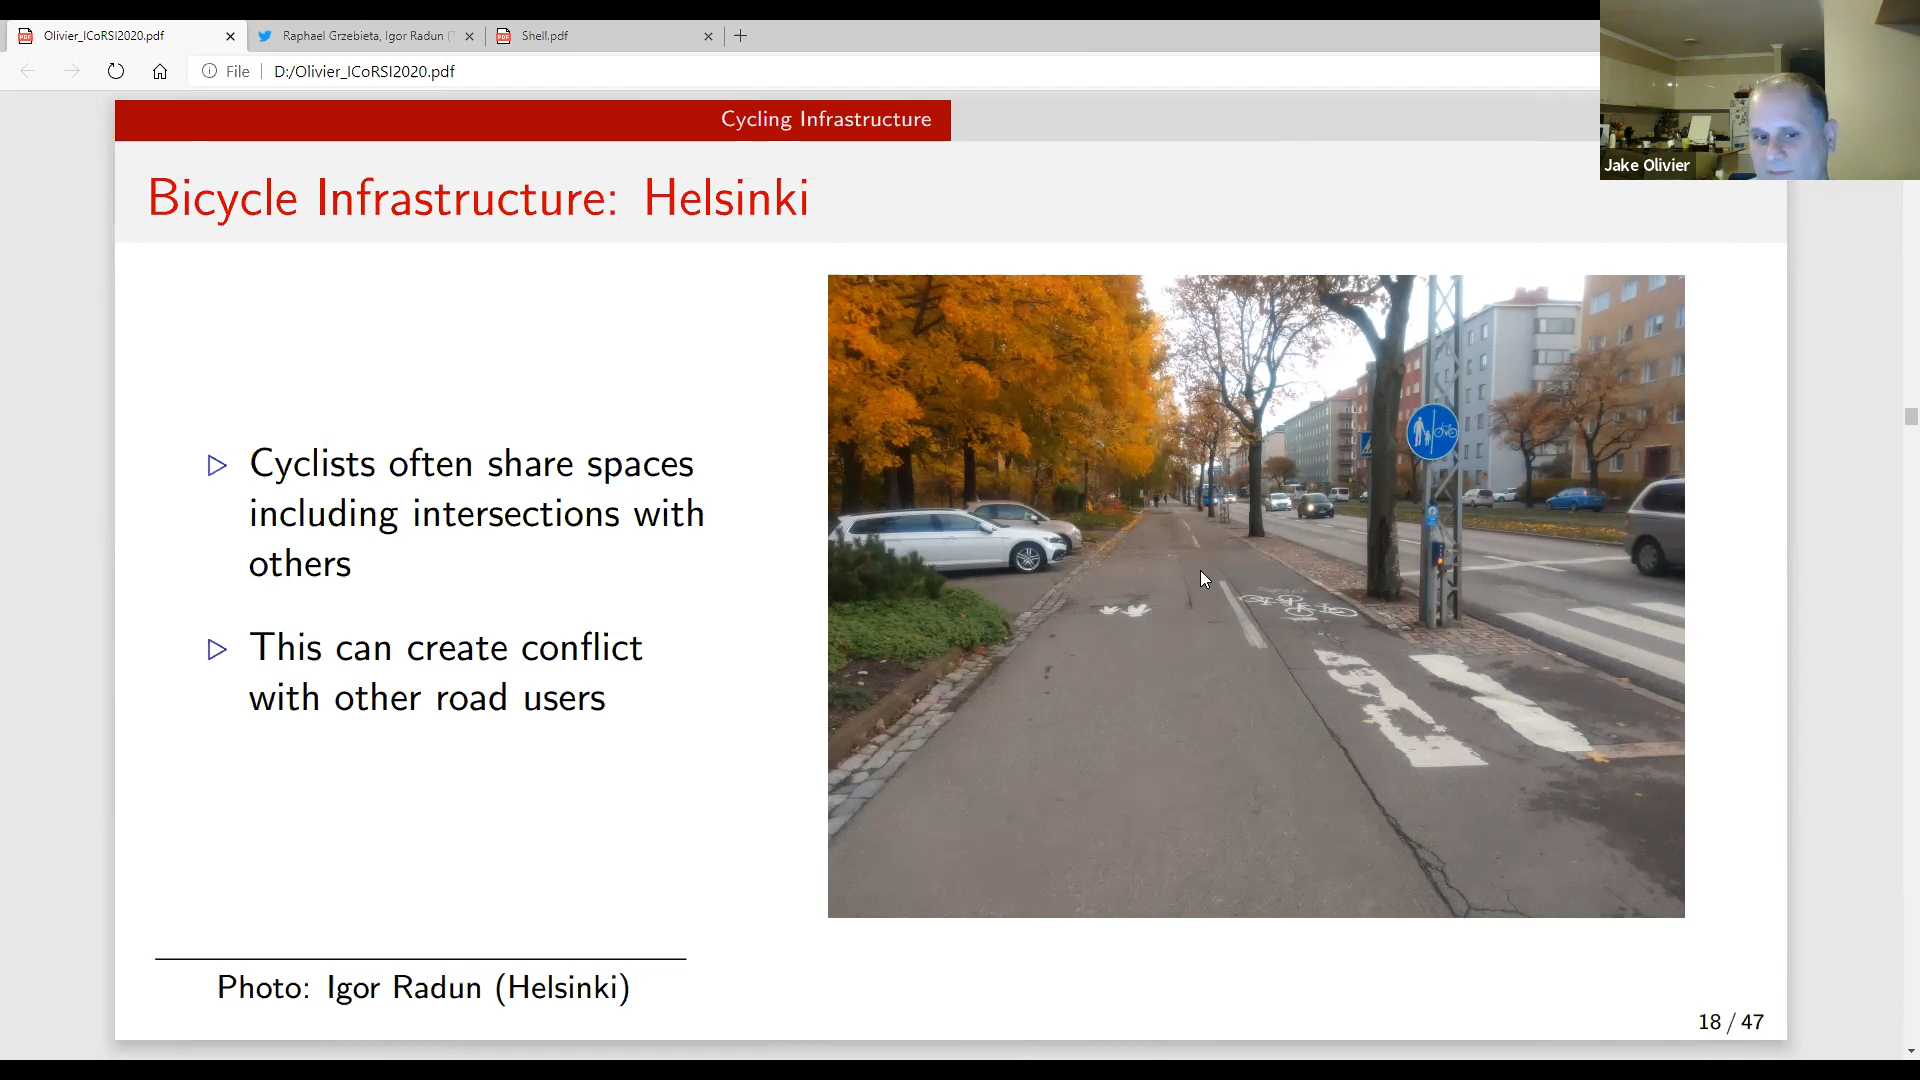 Olivier_ICoRSI2020.pdf
Raphael Grzebieta, Igor Radun (
Shell.pdf
File
D:/Olivier_ICoRSI2020.pdf
Jake Olivier
Cycling Infrastructure
Bicycle Infrastructure: Helsinki
▷ Cyclists often share spaces
including intersections with
others
▷ This can create conflict
with other road users
Photo: Igor Radun (Helsinki)
18 / 47